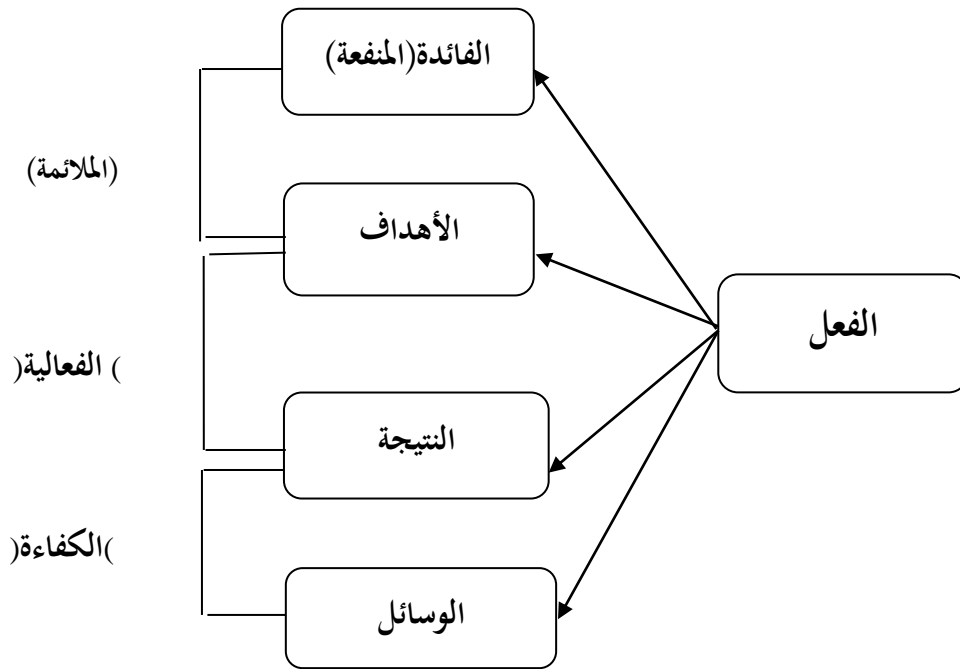 الفائدة(المنفعة)
(الملائمة)
الأهداف
الفعل
) الفعالية(
النتيجة
)الكفاءة(
الوسائل